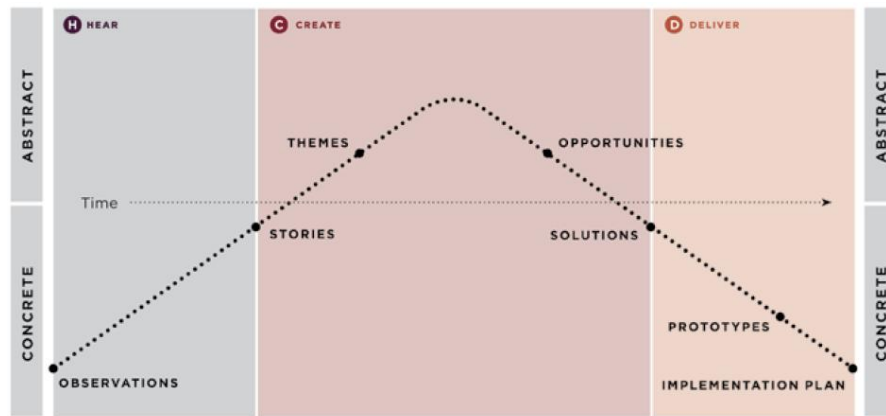 H HEAR
C CREATE
D DELIVER
ABSTRACT
ABSTRACT
THEMES
OPPORTUNITIES
Time
STORIES
SOLUTIONS
CONCRETE
CONCRETE
PROTOTYPES
OBSERVATIONS
IMPLEMENTATION PLAN